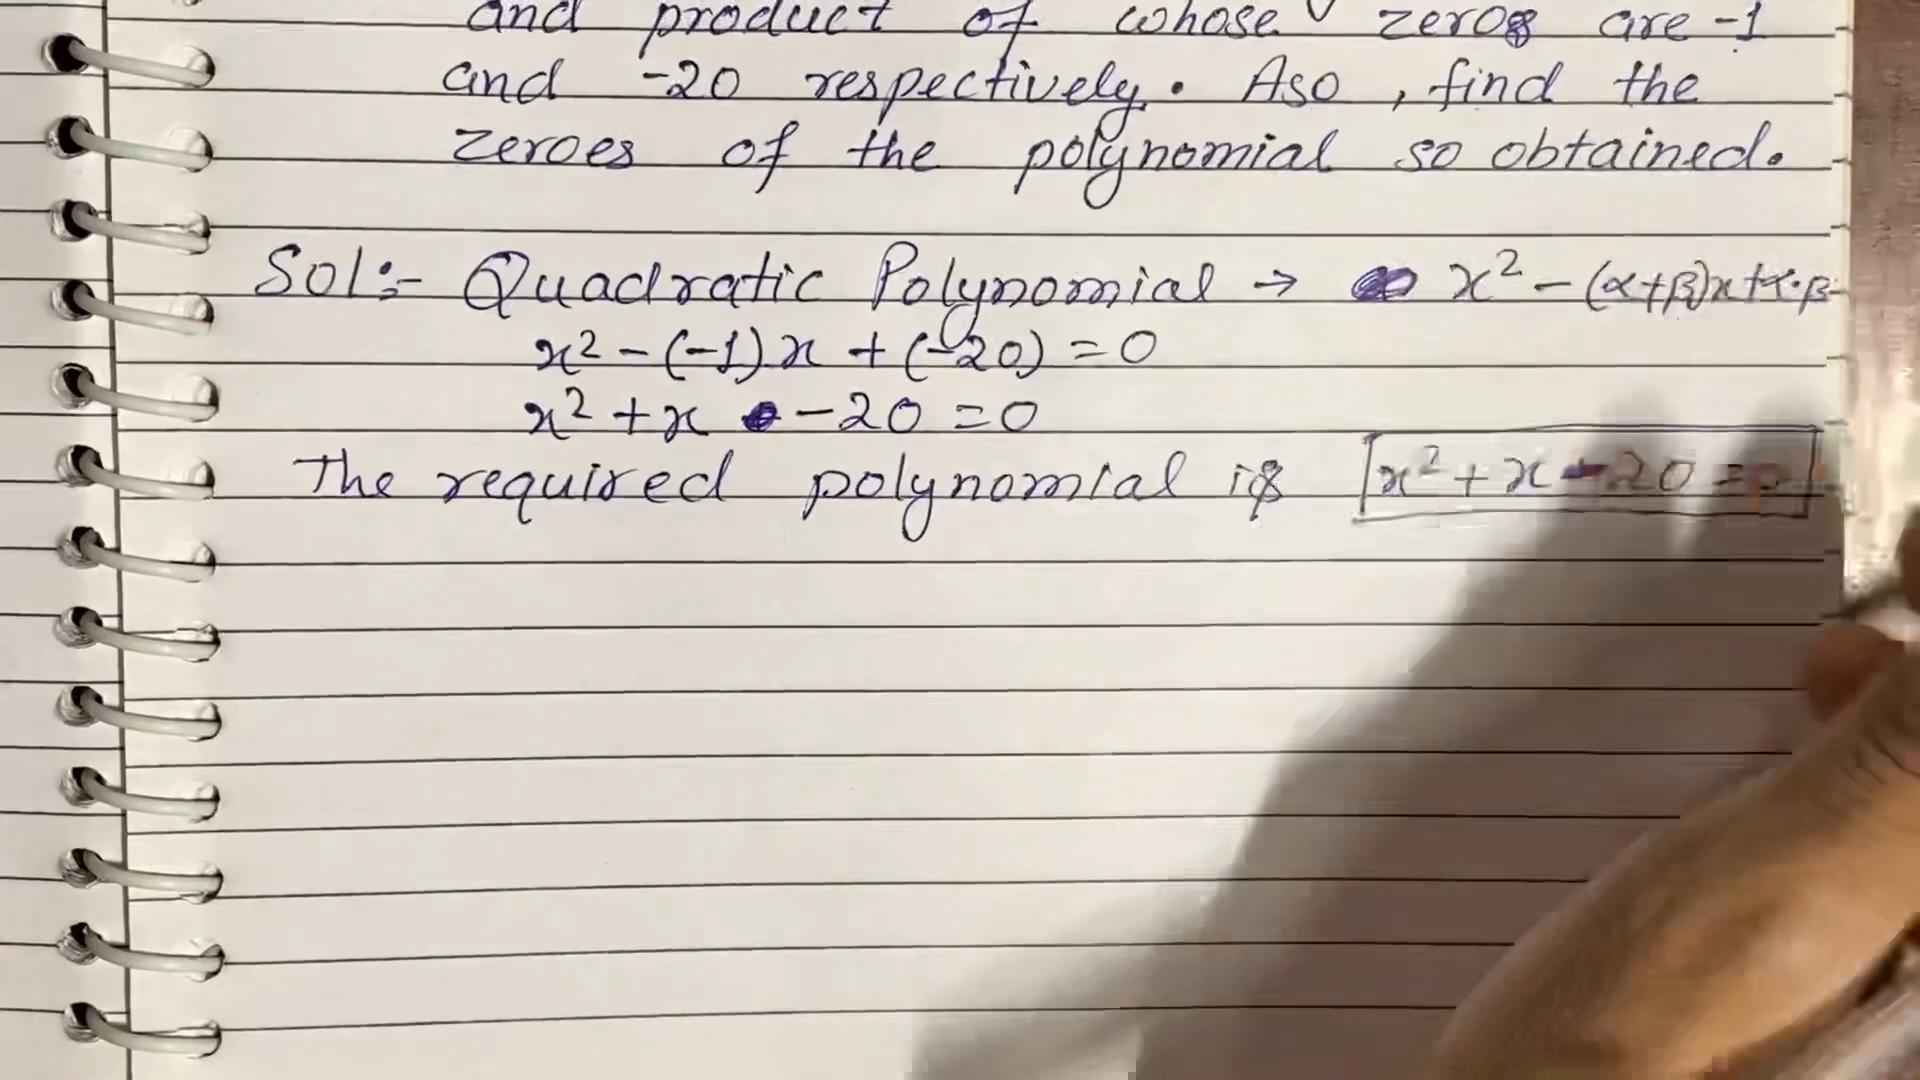 and product of whose zeros are -1
and -20 respectively. Aso , find the
zeroes of the polynomial so obtained.
Sol:- Quadratic Polynomial → x² - (α+β)x+α·β
x² - (-1)x + (-20) = 0
x² + x - 20 = 0
The required polynomial is x² + x - 20 = 0